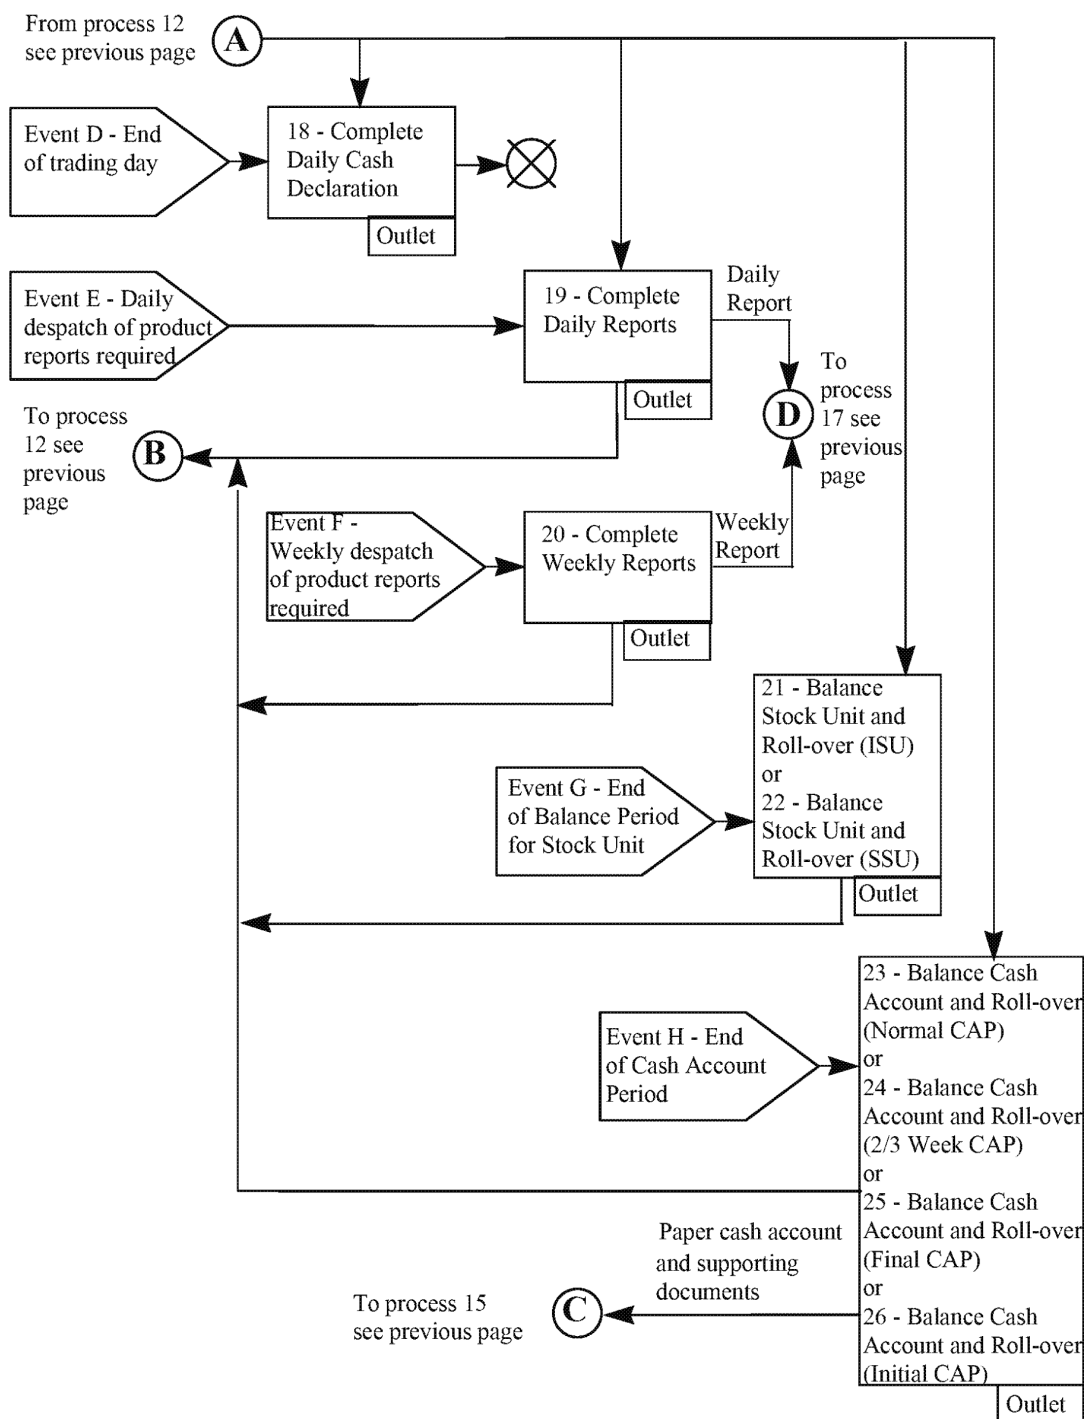 From process 12
see previous page
A
Event D - End
of trading day
18 - Complete
Daily Cash
Declaration
Outlet
Event E - Daily
despatch of product
reports required
19 - Complete
Daily Reports
Outlet
Daily
Report
To
process
17 see
previous
page
D
To process
12 see
previous
page
B
Event F -
Weekly despatch
of product reports
required
20 - Complete
Weekly Reports
Outlet
Weekly
Report
21 - Balance
Stock Unit and
Roll-over (ISU)
or
22 - Balance
Stock Unit and
Roll-over (SSU)
Outlet
Event G - End
of Balance Period
for Stock Unit
23 - Balance Cash
Account and Roll-over
(Normal CAP)
or
24 - Balance Cash
Account and Roll-over
(2/3 Week CAP)
or
25 - Balance Cash
Account and Roll-over
(Final CAP)
or
26 - Balance Cash
Account and Roll-over
(Initial CAP)
Outlet
Event H - End
of Cash Account
Period
Paper cash account
and supporting
documents
To process 15
see previous page
C